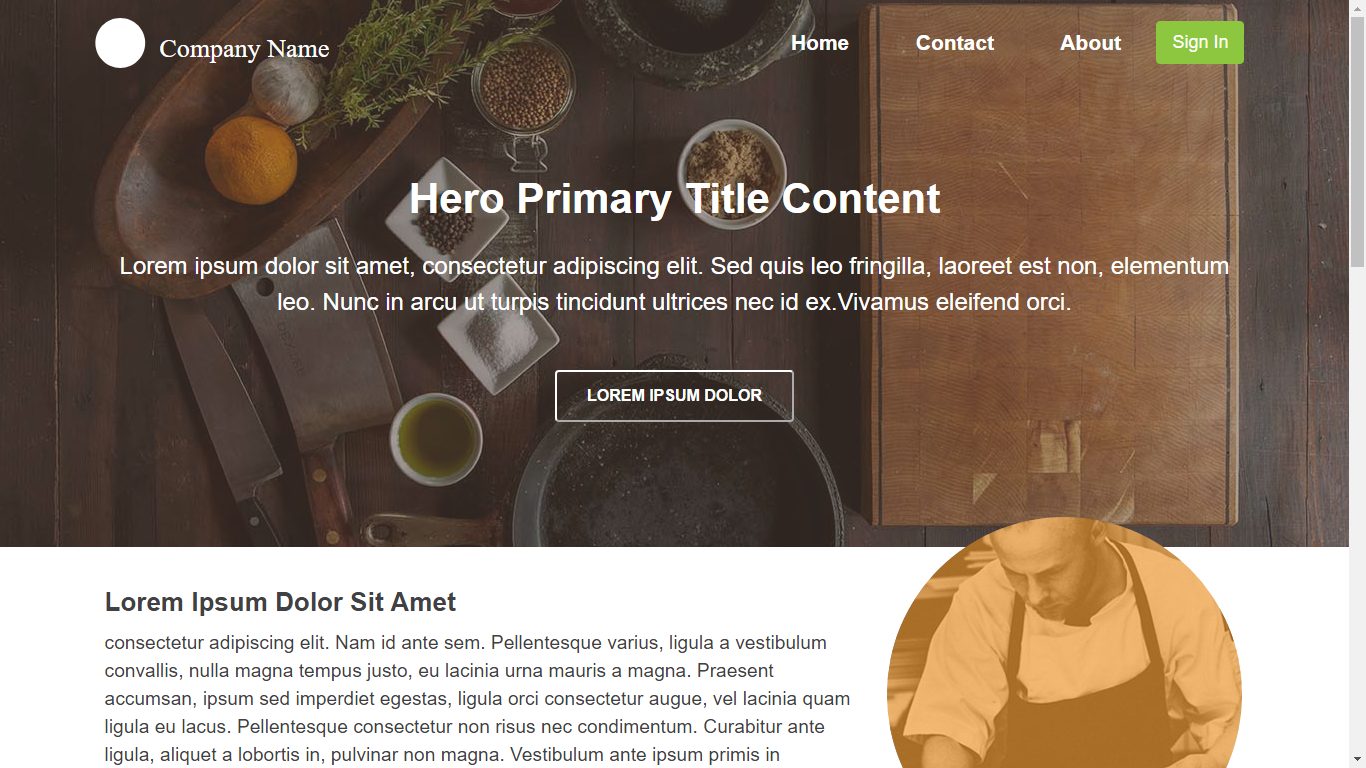 Company Name
Home
Contact
About
Sign In
Hero Primary Title Content
Lorem ipsum dolor sit amet, consectetur adipiscing elit. Sed quis leo fringilla, laoreet est non, elementum
leo. Nunc in arcu ut turpis tincidunt ultrices nec id ex.Vivamus eleifend orci.
LOREM IPSUM DOLOR
Lorem Ipsum Dolor Sit Amet
consectetur adipiscing elit. Nam id ante sem. Pellentesque varius, ligula a vestibulum
convallis, nulla magna tempus justo, eu lacinia urna mauris a magna. Praesent
accumsan, ipsum sed imperdiet egestas, ligula orci consectetur augue, vel lacinia quam
ligula eu lacus. Pellentesque consectetur non risus nec condimentum. Curabitur ante
ligula, aliquet a lobortis in, pulvinar non magna. Vestibulum ante ipsum primis in